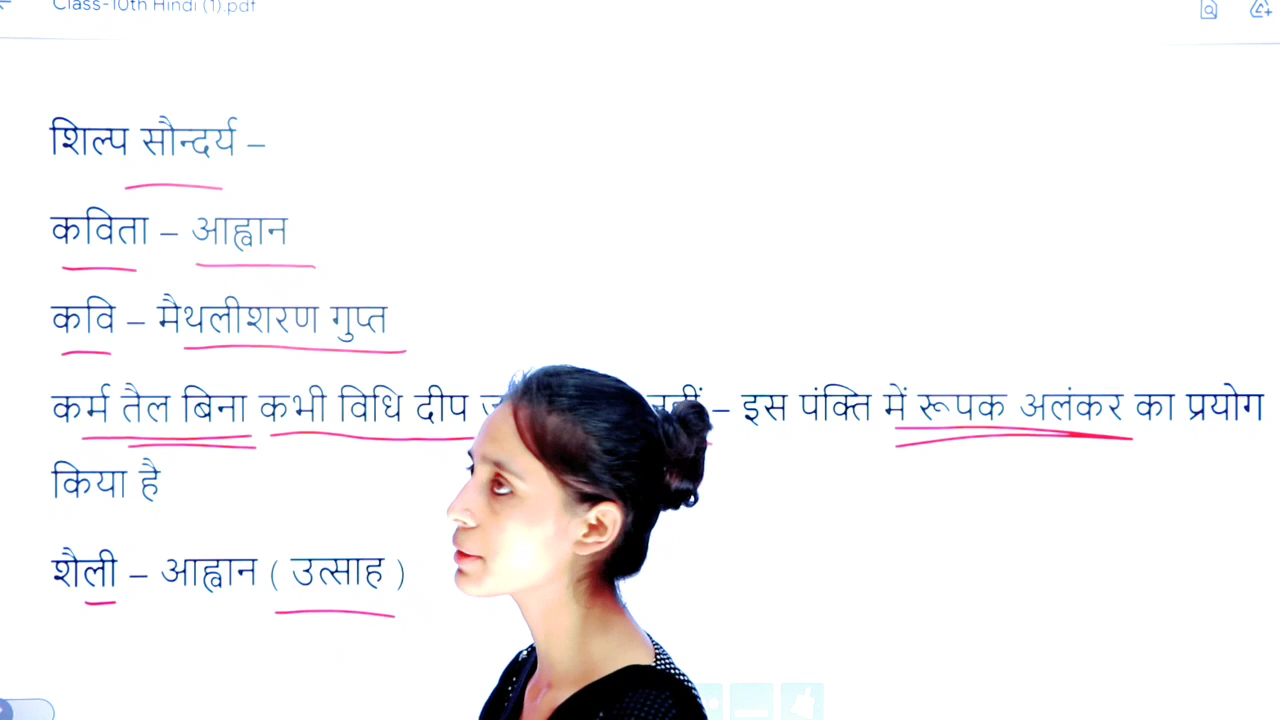 Class-10th Hindi (1).pdf
शिल्प सौन्दर्य –
कविता – आह्वान
कवि – मैथलीशरण गुप्त
कर्म तैल बिना कभी विधि दीप – इस पंक्ति में रूपक अलंकर का प्रयोग
किया है
शैली – आह्वान ( उत्साह )